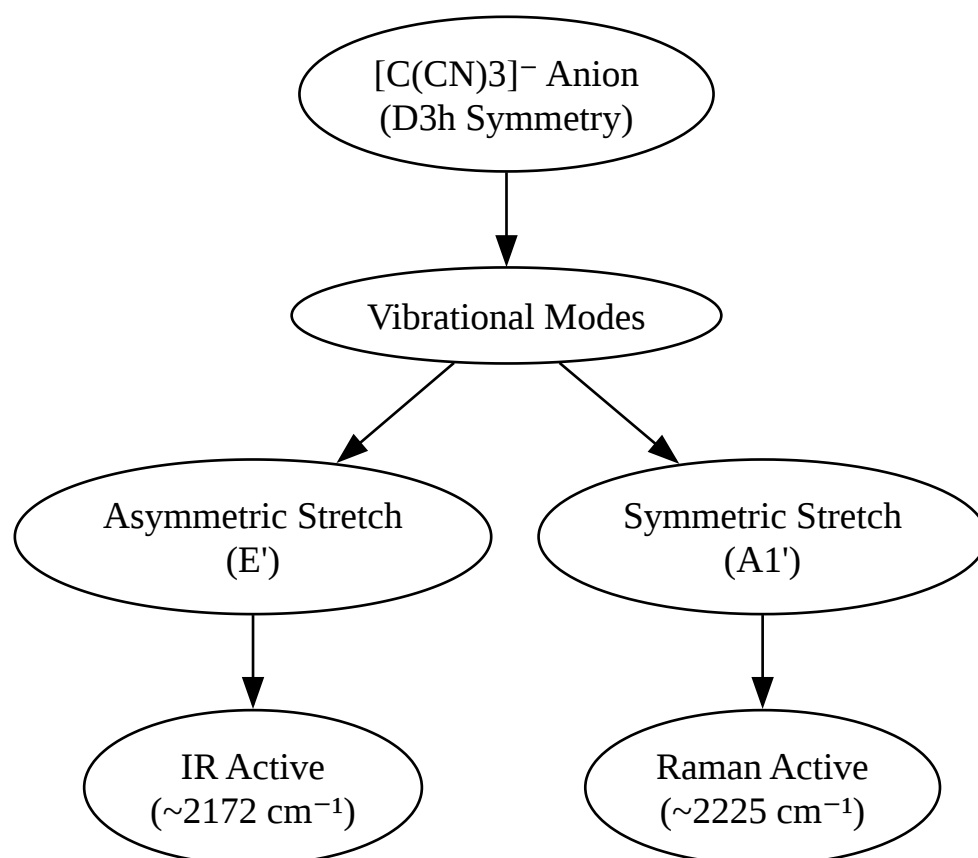 [C(CN)3]⁻ Anion
(D3h Symmetry)
Vibrational Modes
Asymmetric Stretch
(E')
Symmetric Stretch
(A1')
IR Active
(~2172 cm⁻¹)
Raman Active
(~2225 cm⁻¹)